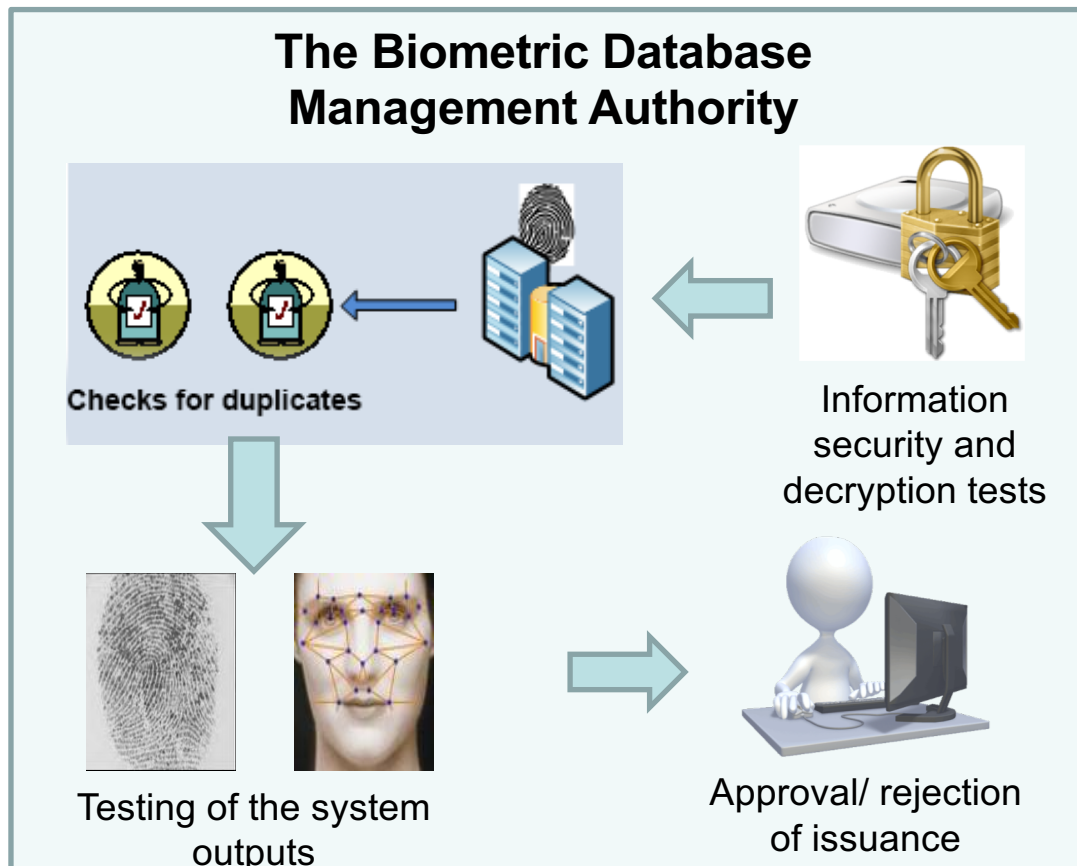 The Biometric Database
Management Authority
Checks for duplicates
Information
security and
decryption tests
Testing of the system
outputs
Approval/ rejection
of issuance